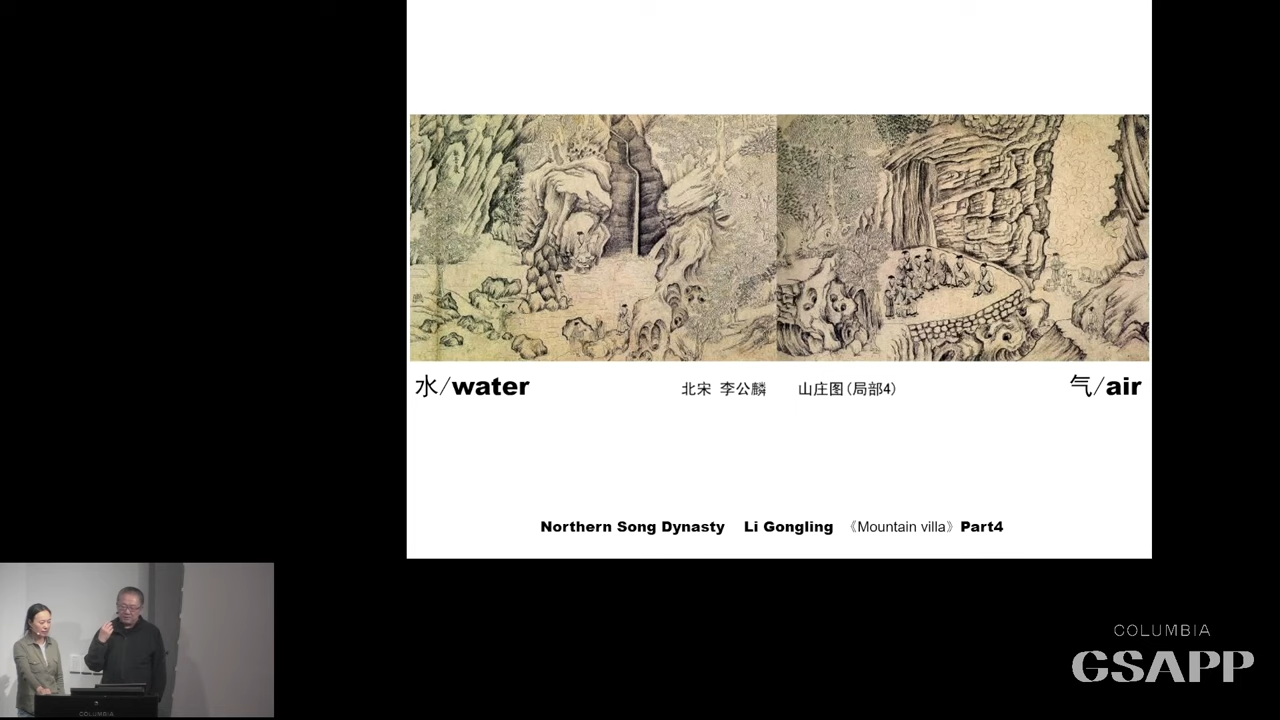 水/water
北宋 李公麟 山庄图(局部4)
气/air
Northern Song Dynasty Li Gongling 《Mountain villa》Part4
COLUMBIA
GSAPP
COLUMBIA